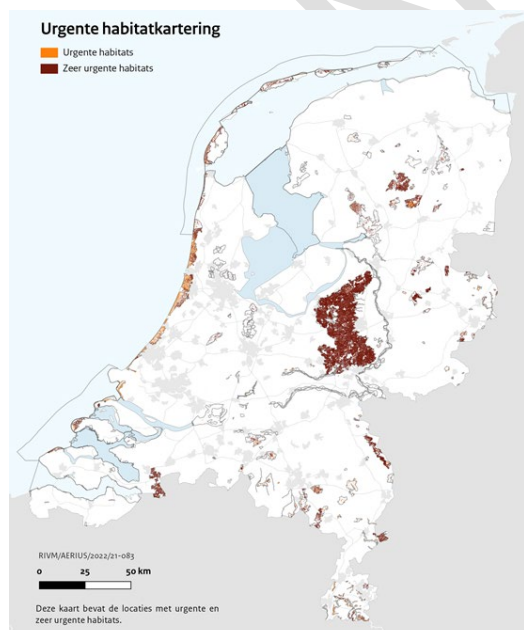 Urgente habitatkartering
Urgente habitats
Zeer urgente habitats
RIVM/AERIUS/2022/21-083
0 25 50 km
Deze kaart bevat de locaties met urgente en
zeer urgente habitats.